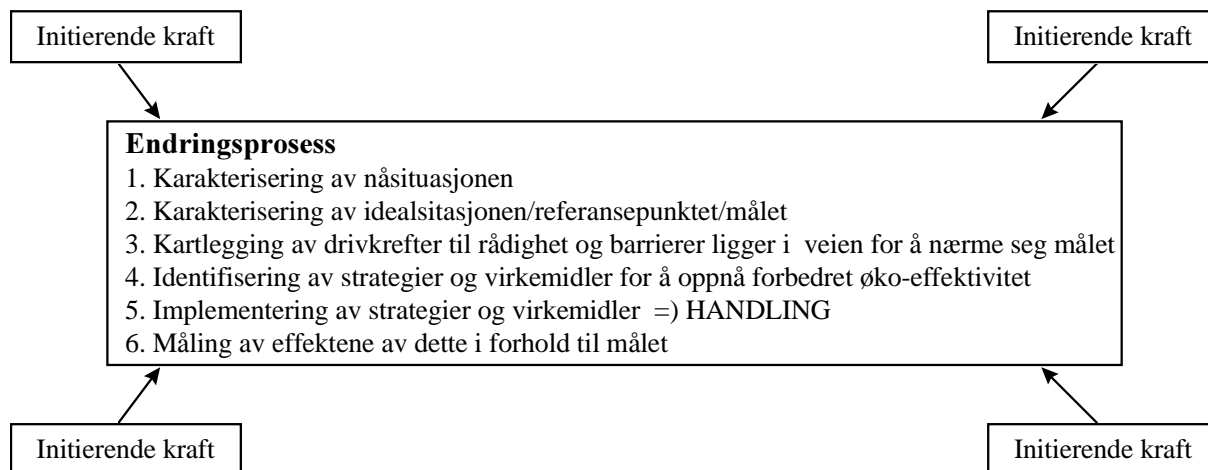 Initierende kraft
Initierende kraft
Endringsprosess
1. Karakterisering av nåsituasjonen
2. Karakterisering av idealsitasjonen/referansepunktet/målet
3. Kartlegging av drivkrefter til rådighet og barrierer ligger i veien for å nærme seg målet
4. Identifisering av strategier og virkemidler for å oppnå forbedret øko-effektivitet
5. Implementering av strategier og virkemidler =) HANDLING
6. Måling av effektene av dette i forhold til målet
Initierende kraft
Initierende kraft